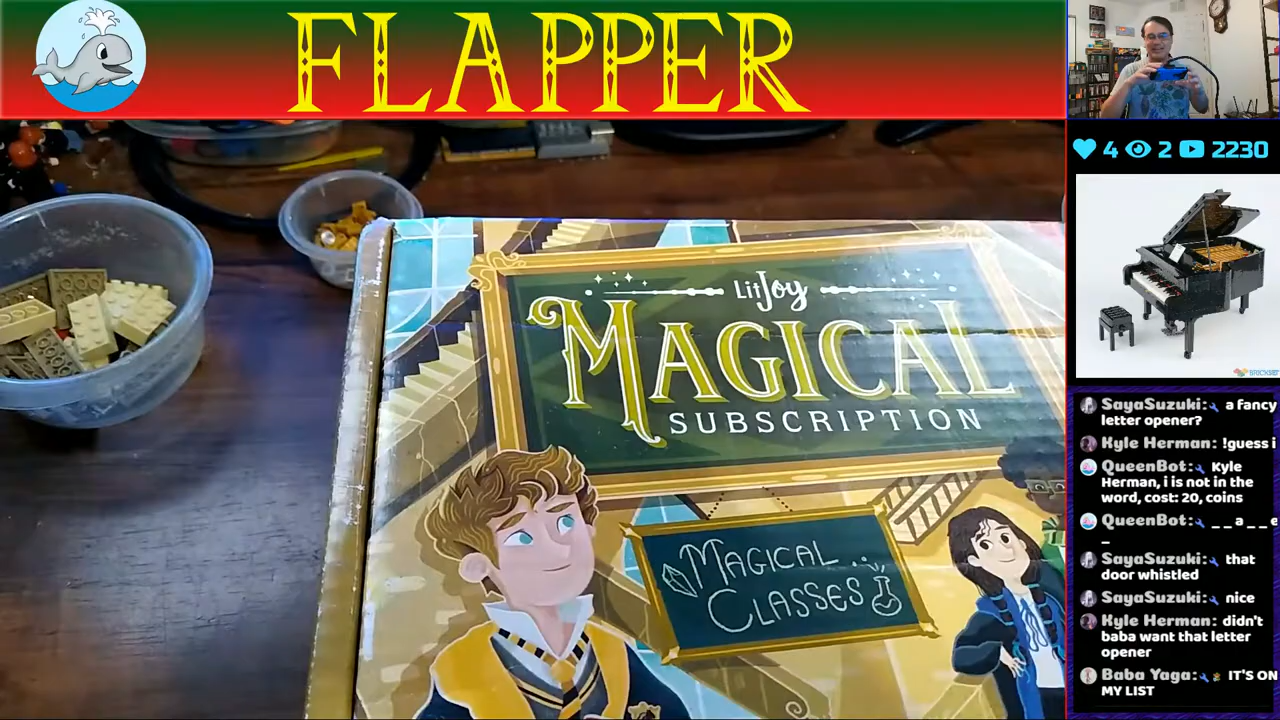 FLAPPER
4 2 2230
LitJoy
MAGICAL
SUBSCRIPTION
MAGICAL
CLASSES
SayaSuzuki: a fancy
letter opener?
Kyle Herman: !guess i
QueenBot: Kyle
Herman, i is not in the
word, cost: 20, coins
QueenBot: _ _ a _ _ e
_
SayaSuzuki: that
door whistled
SayaSuzuki: nice
Kyle Herman: didn't
baba want that letter
opener
Baba Yaga: IT'S ON
MY LIST